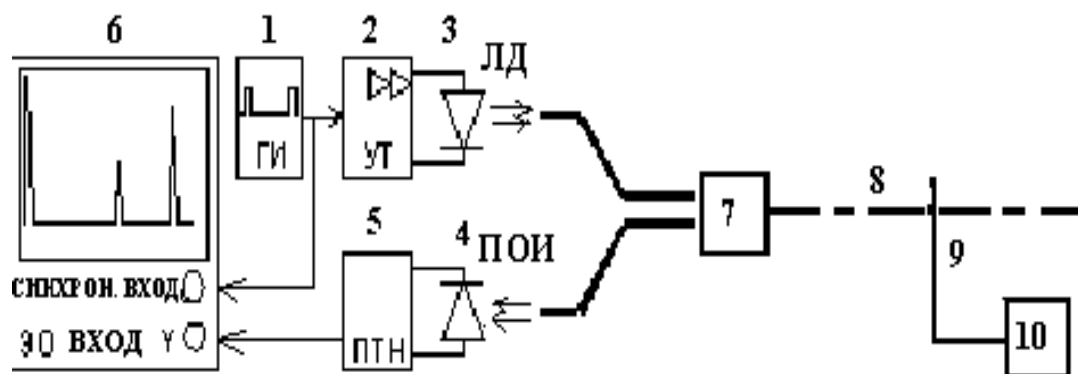 6 1 2 3
ЛД
ГИ
УТ
7
8
5
4 ПОИ
9
СИНХРОН. ВХОД
ПТН
10
ЭО ВХОД Y